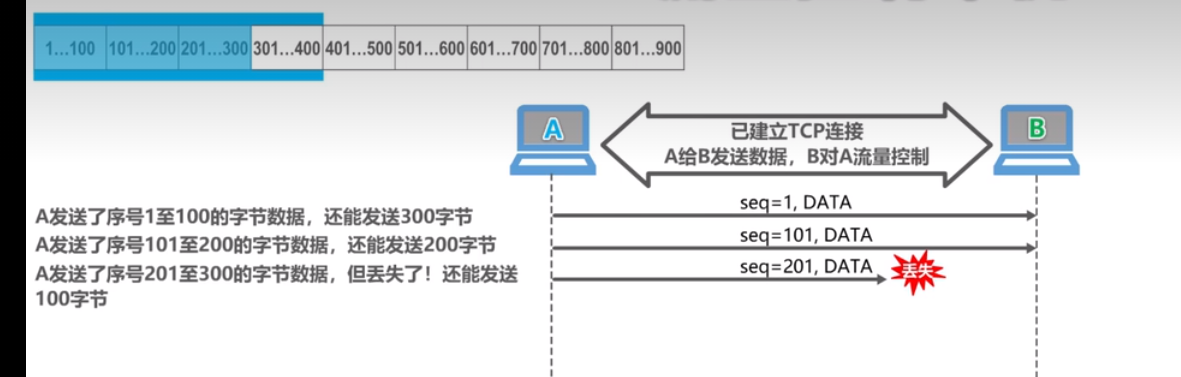 1...100 101...200 201...300 301...400 401...500 501...600 601...700 701...800 801...900
A
B
已建立TCP连接
A给B发送数据，B对A流量控制
A发送了序号1至100的字节数据，还能发送300字节
seq=1, DATA
A发送了序号101至200的字节数据，还能发送200字节
seq=101, DATA
A发送了序号201至300的字节数据，但丢失了！还能发送
100字节
seq=201, DATA
丢失